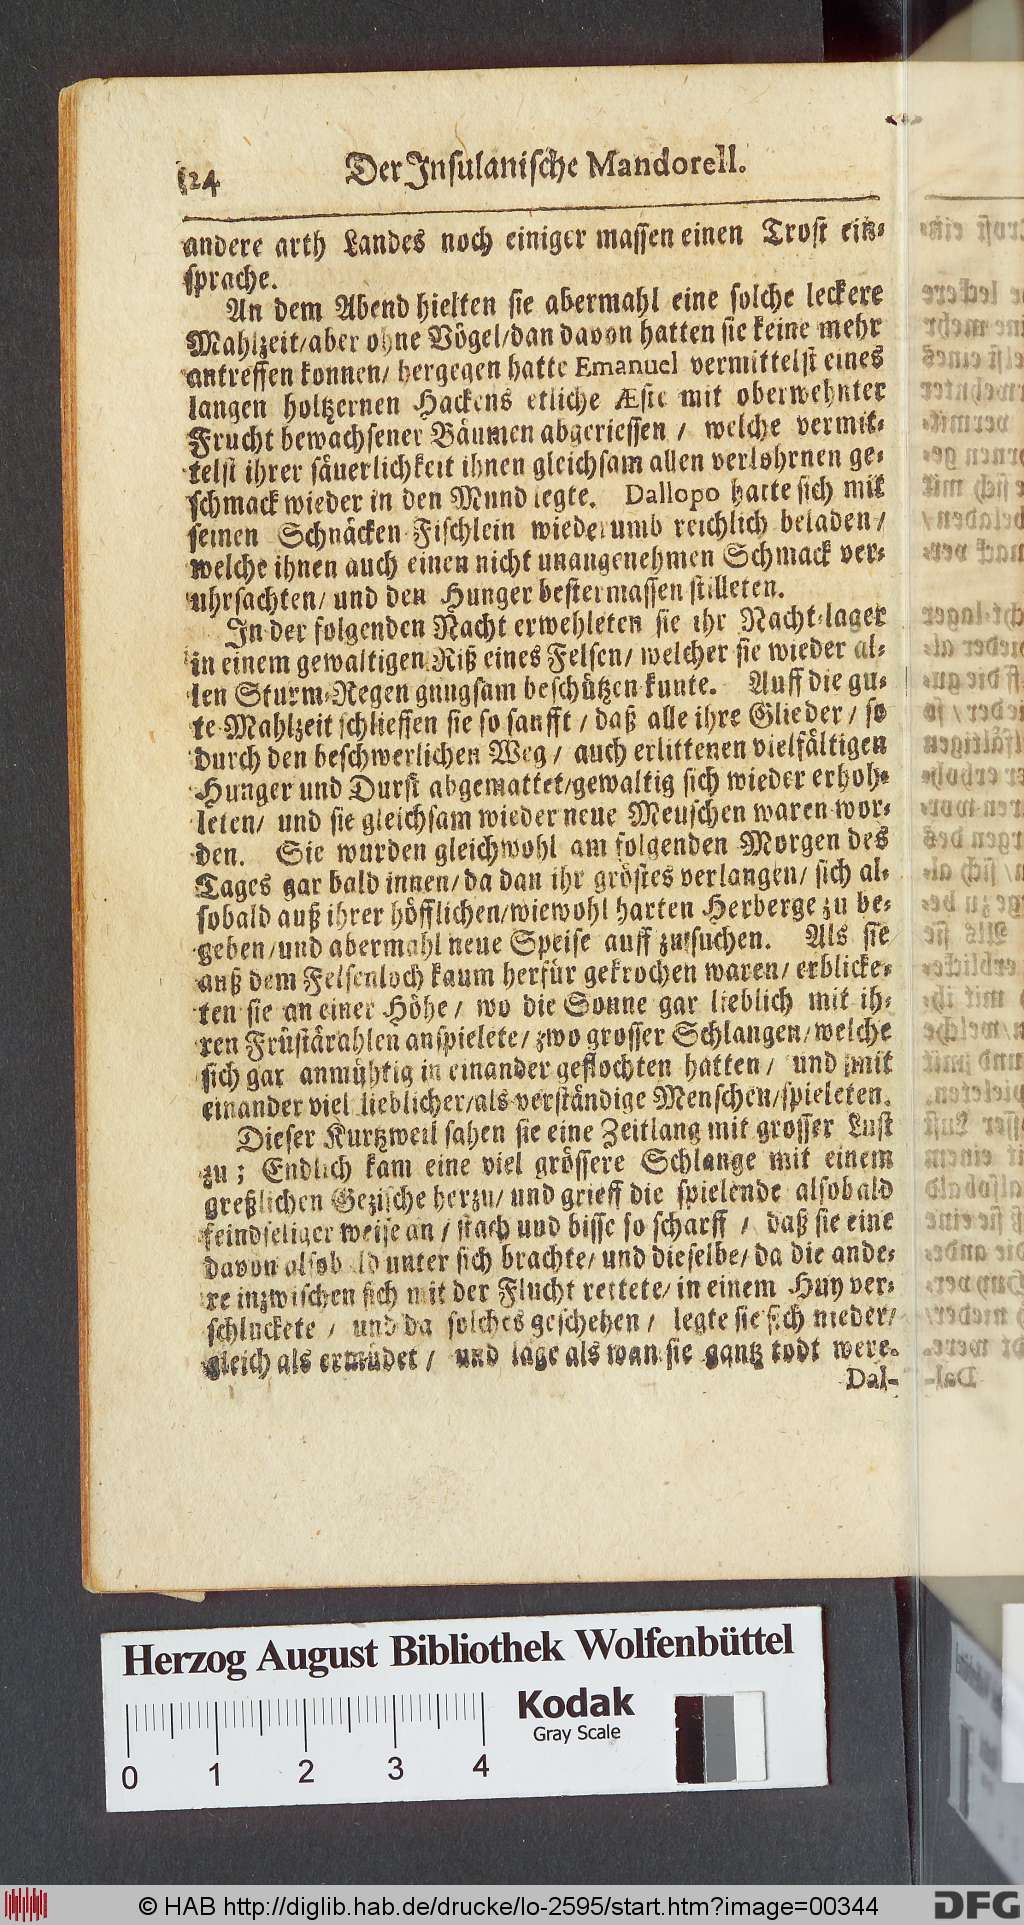 124
Der Insulanische Mandorell.
andere arth Landes noch einiger massen einen Trost eitz-
sprache.
An dem Abend hielten sie abermahl eine solche leckere
Mahlzeit/aber ohne Vögel/dan davon hatten sie keine mehr
antreffen konnen/ hergegen hatte Emanuel vermittelst eines
langen holtzernen Hackens etliche Æste mit oberwehnter
Frucht bewachsener Bäumen abgeriessen / welche vermit-
telst ihrer säuerlichkeit ihnen gleichsam allen verlohrnen ge-
schmack wieder in den Mund legte. Dallopo hatte sich mit
seinen Schnäcken-Fischlein wiederumb reichlich beladen/
welche ihnen auch einen nicht unangenehmen Schmack ver-
uhrsachten/ und den Hunger bestermassen stilleten.
In der folgenden Nacht erwehleten sie ihr Nacht-lager
in einem gewaltigen Riß eines Felsen/ welcher sie wieder al-
len Sturm-Regen gnugsam beschützen kunte. Auff die gu-
te Mahlzeit schlieffen sie so sanfft / daß alle ihre Glieder / so
durch den beschwerlichen Weg / auch erlittenen vielfältigen
Hunger und Durst abgemattet/gewaltig sich wieder erhoh-
leten/ und sie gleichsam wieder neue Menschen waren wor-
den. Sie wurden gleichwohl am folgenden Morgen des
Tages gar bald innen/ da dan ihr gröstes verlangen/ sich al-
sobald auß ihrer höfflichen/wiewohl harten Herberge zu be-
geben/und abermahl neue Speise auff zu suchen. Als sie
auß dem Felsenloch kaum herfür gekrochen waren/ erblicke-
ten sie an einer Höhe/ wo die Sonne gar lieblich mit ih-
ren Früstärahlen anspielete/ zwo grosser Schlangen/welche
sich gar anmühtig in einander geflochten hatten/ und mit
einander viel lieblicher/als verständige Menschen/spieleten.
Dieser Kurtzweil sahen sie eine Zeitlang mit grosser Lust
zu; Endlich kam eine viel grössere Schlange mit einem
greßlichen Gezische herzu/ und grieff die spielende alsobald
feindseliger weise an/ stach und bisse so scharff / daß sie eine
davon alsobald unter sich brachte/ und dieselbe/ da die ande-
re inzwischen sich mit der Flucht rettete/ in einem Huy ver-
schluckete / und da solches geschehen/ legte sie sich nieder/
gleich als ermüdet / und lage als wan sie gantz todt were.
Dal-
Herzog August Bibliothek Wolfenbüttel
Kodak
Gray Scale
0 1 2 3 4
© HAB http://diglib.hab.de/drucke/lo-2595/start.htm?image=00344
DFG